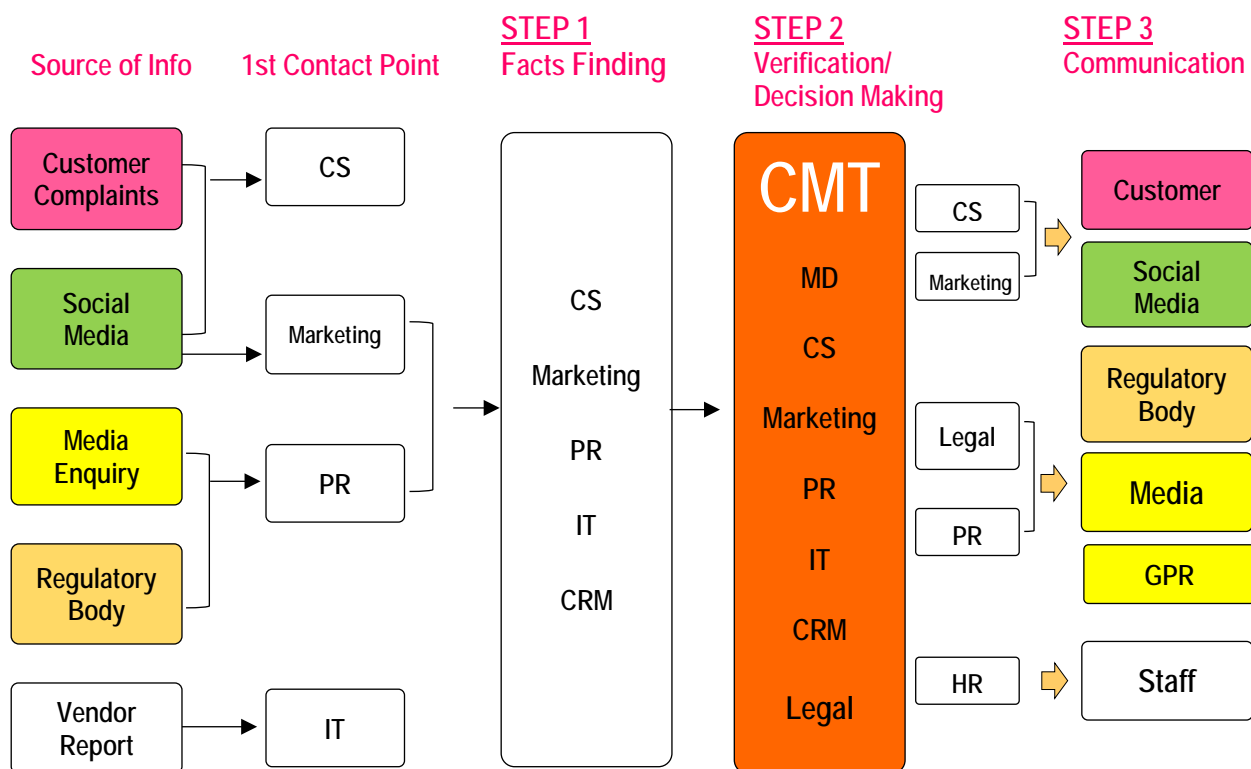 STEP 1
STEP 2
STEP 3
Source of Info
1st Contact Point
Facts Finding
Verification/
Decision Making
Communication
Customer
Complaints
Social
Media
Media
Enquiry
Regulatory
Body
Vendor
Report
CS
Marketing
PR
IT
CS
Marketing
PR
IT
CRM
CMT
MD
CS
Marketing
PR
IT
CRM
Legal
CS
Marketing
Legal
PR
HR
Customer
Social
Media
Regulatory
Body
Media
GPR
Staff